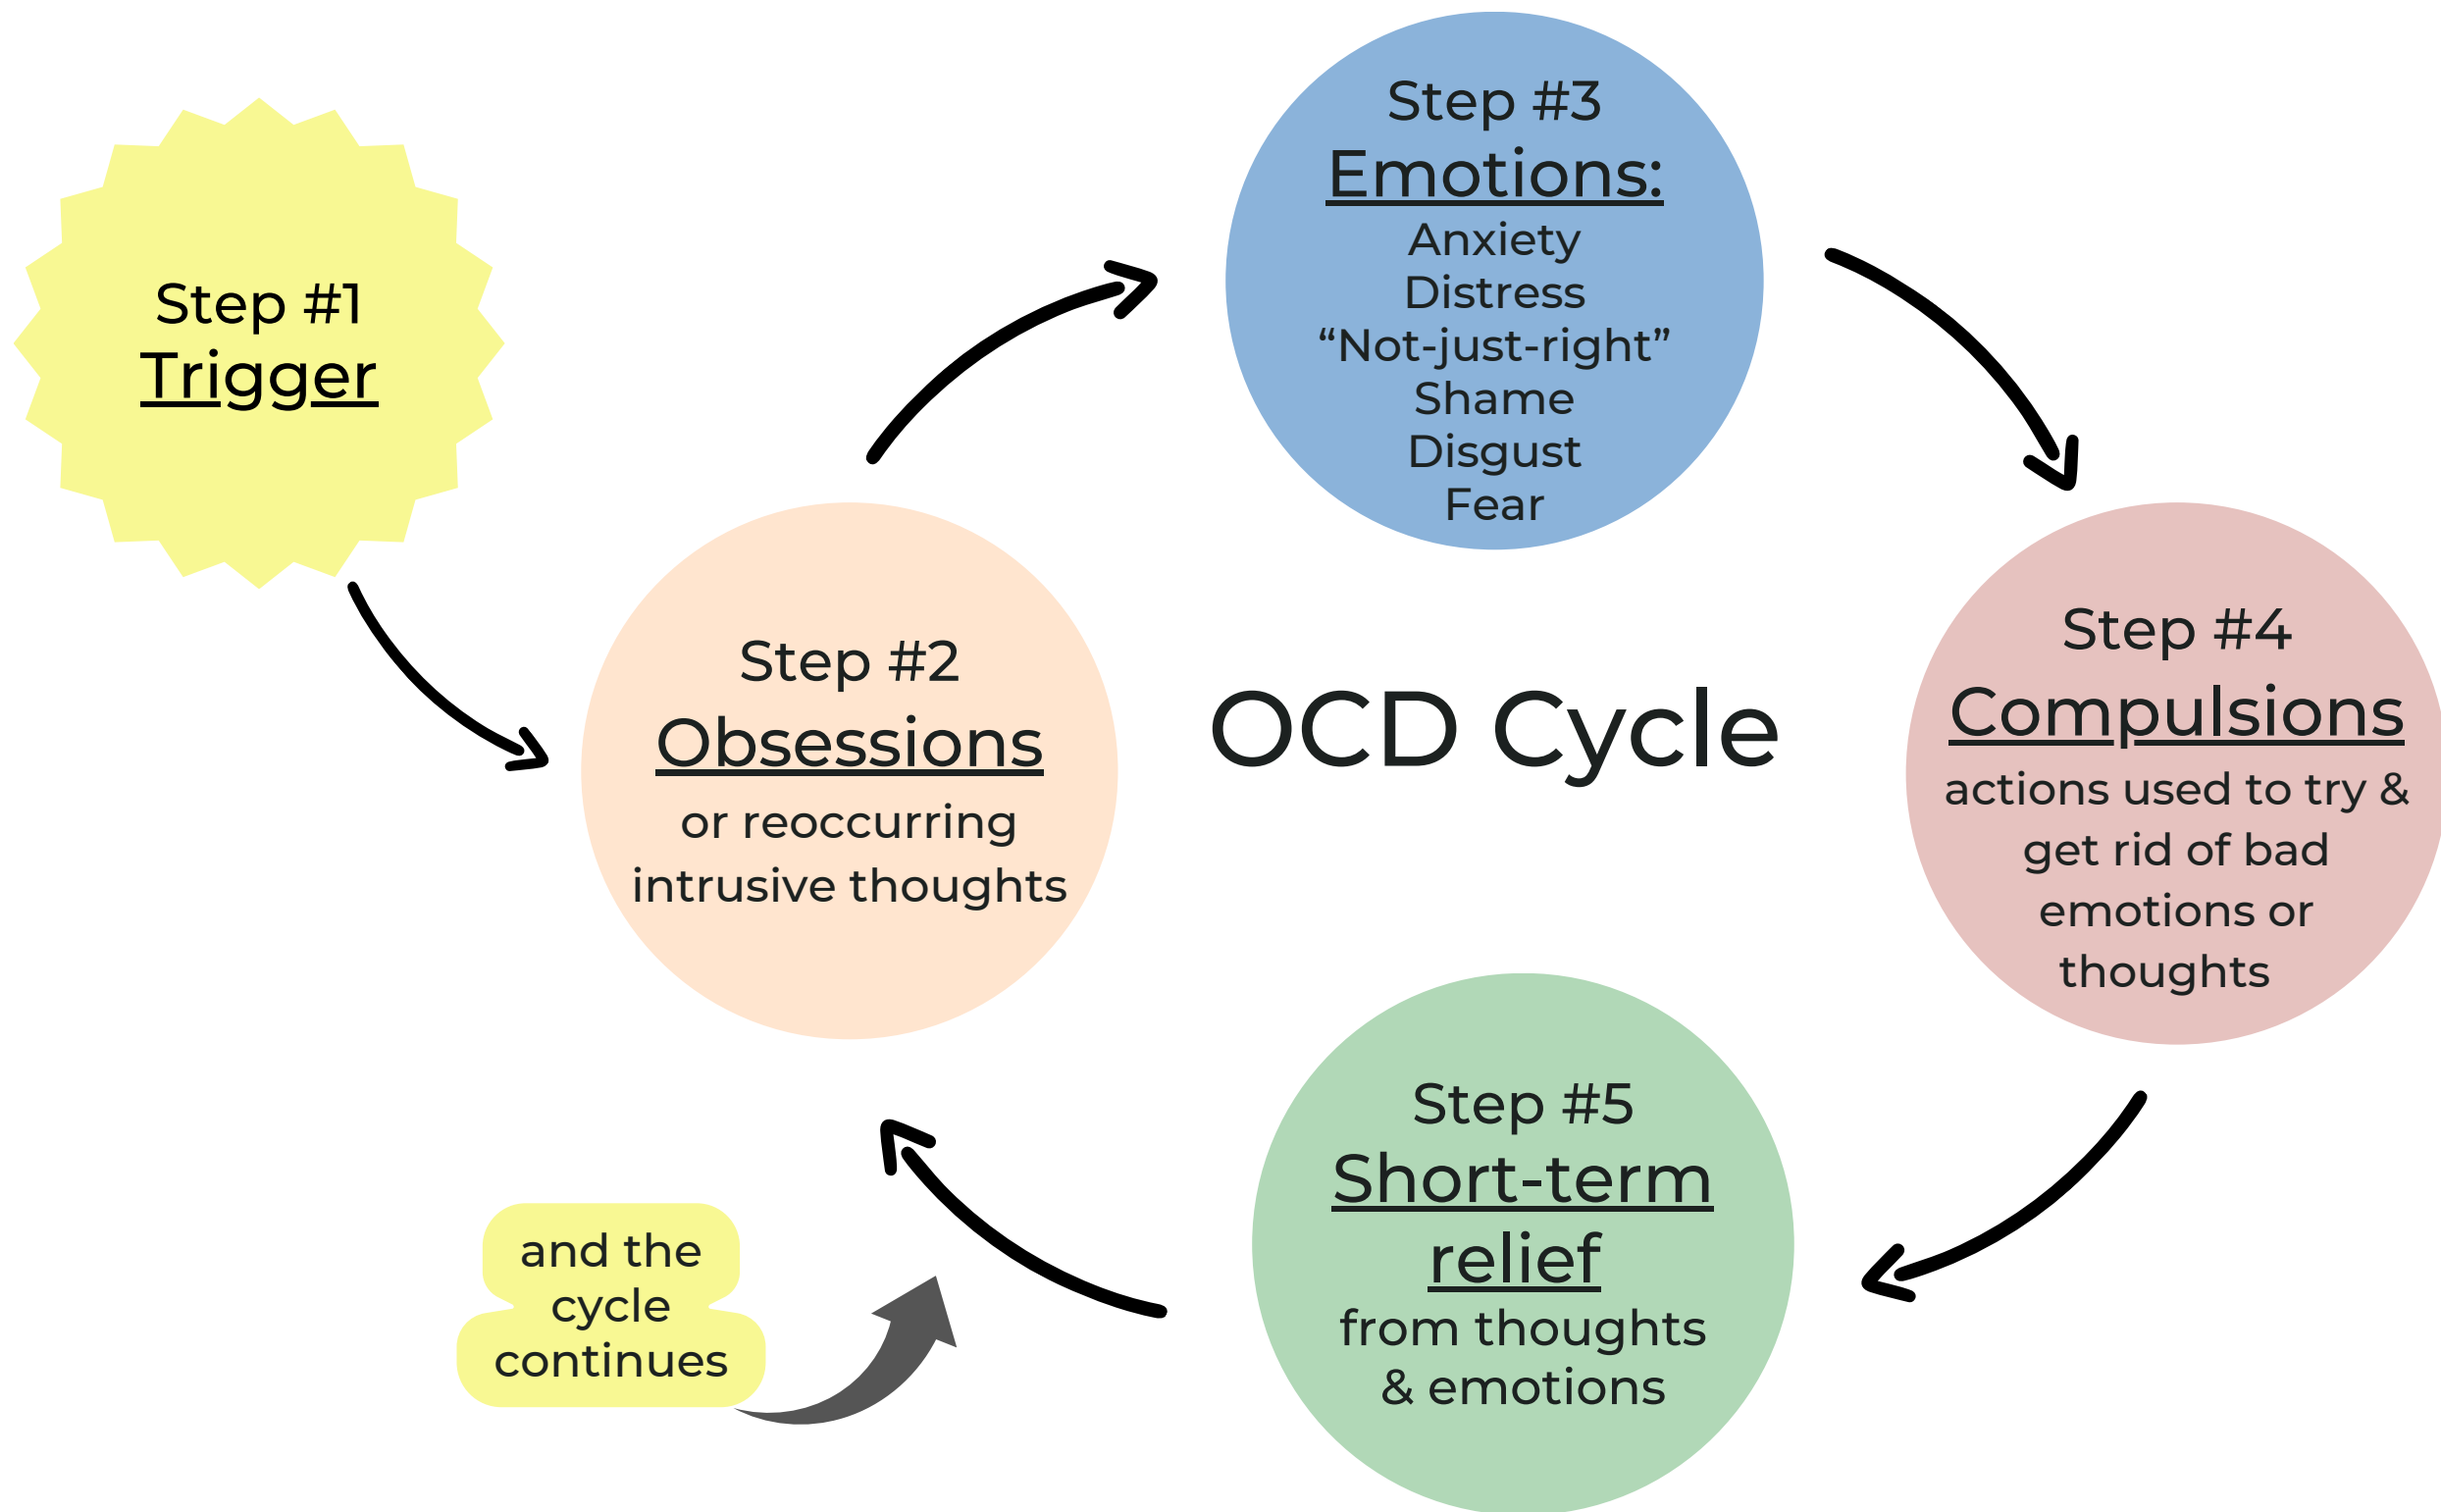 Step #1
Trigger
Step #2
Obsessions
or reoccurring
intrusive thoughts
Step #3
Emotions:
Anxiety
Distress
“Not-just-right”
Shame
Disgust
Fear
OCD Cycle
Step #4
Compulsions
actions used to try &
get rid of bad
emotions or
thoughts
Step #5
Short-term
relief
from thoughts
& emotions
and the
cycle
continues